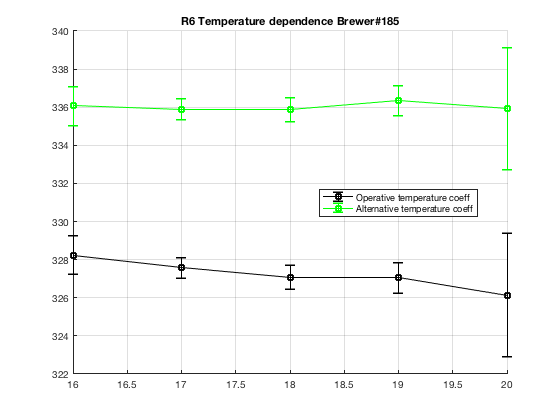 R6 Temperature dependence Brewer#185
340
338
336
334
332
330
328
326
324
322
Operative temperature coeff
Alternative temperature coeff
16 16.5 17 17.5 18 18.5 19 19.5 20